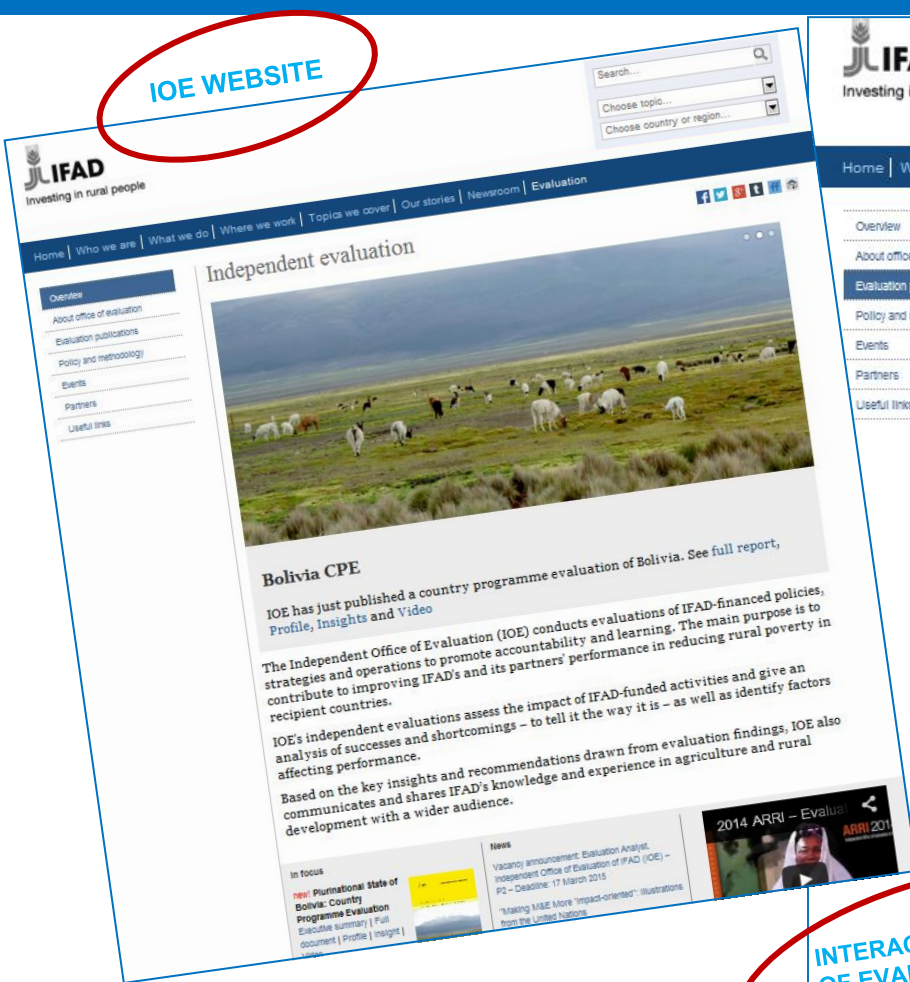 IOE WEBSITE
Search...
Choose topic...
Choose country or region...
IFAD
Investing in rural people
Home | Who we are | What we do | Where we work | Topics we cover | Our stories | Newsroom | Evaluation
Overview
About office of evaluation
Evaluation publications
Policy and methodology
Events
Partners
Useful links
Independent evaluation
Bolivia CPE
IOE has just published a country programme evaluation of Bolivia. See full report,
Profile, Insights and Video
The Independent Office of Evaluation (IOE) conducts evaluations of IFAD-financed policies,
strategies and operations to promote accountability and learning. The main purpose is to
contribute to improving IFAD's and its partners' performance in reducing rural poverty in
recipient countries.
IOE's independent evaluations assess the impact of IFAD-funded activities and give an
analysis of successes and shortcomings – to tell it the way it is – as well as identify factors
affecting performance.
Based on the key insights and recommendations drawn from evaluation findings, IOE also
communicates and shares IFAD's knowledge and experience in agriculture and rural
development with a wider audience.
In focus
new! Plurinational State of
Bolivia: Country
Programme Evaluation
Executive summary | Full
document | Profile | Insight |
Video
News
Vacancy announcement: Evaluation Analyst,
Independent Office of Evaluation of IFAD (IOE) –
P2 – Deadline: 17 March 2015
"Making M&E More "impact-oriented": Illustrations
from the United Nations
2014 ARRI – Evaluat
ARRI 201
IFA
Investing i
Home | W
Overview
About office
Evaluation
Policy and
Events
Partners
Useful links
INTERAC
OF EVA